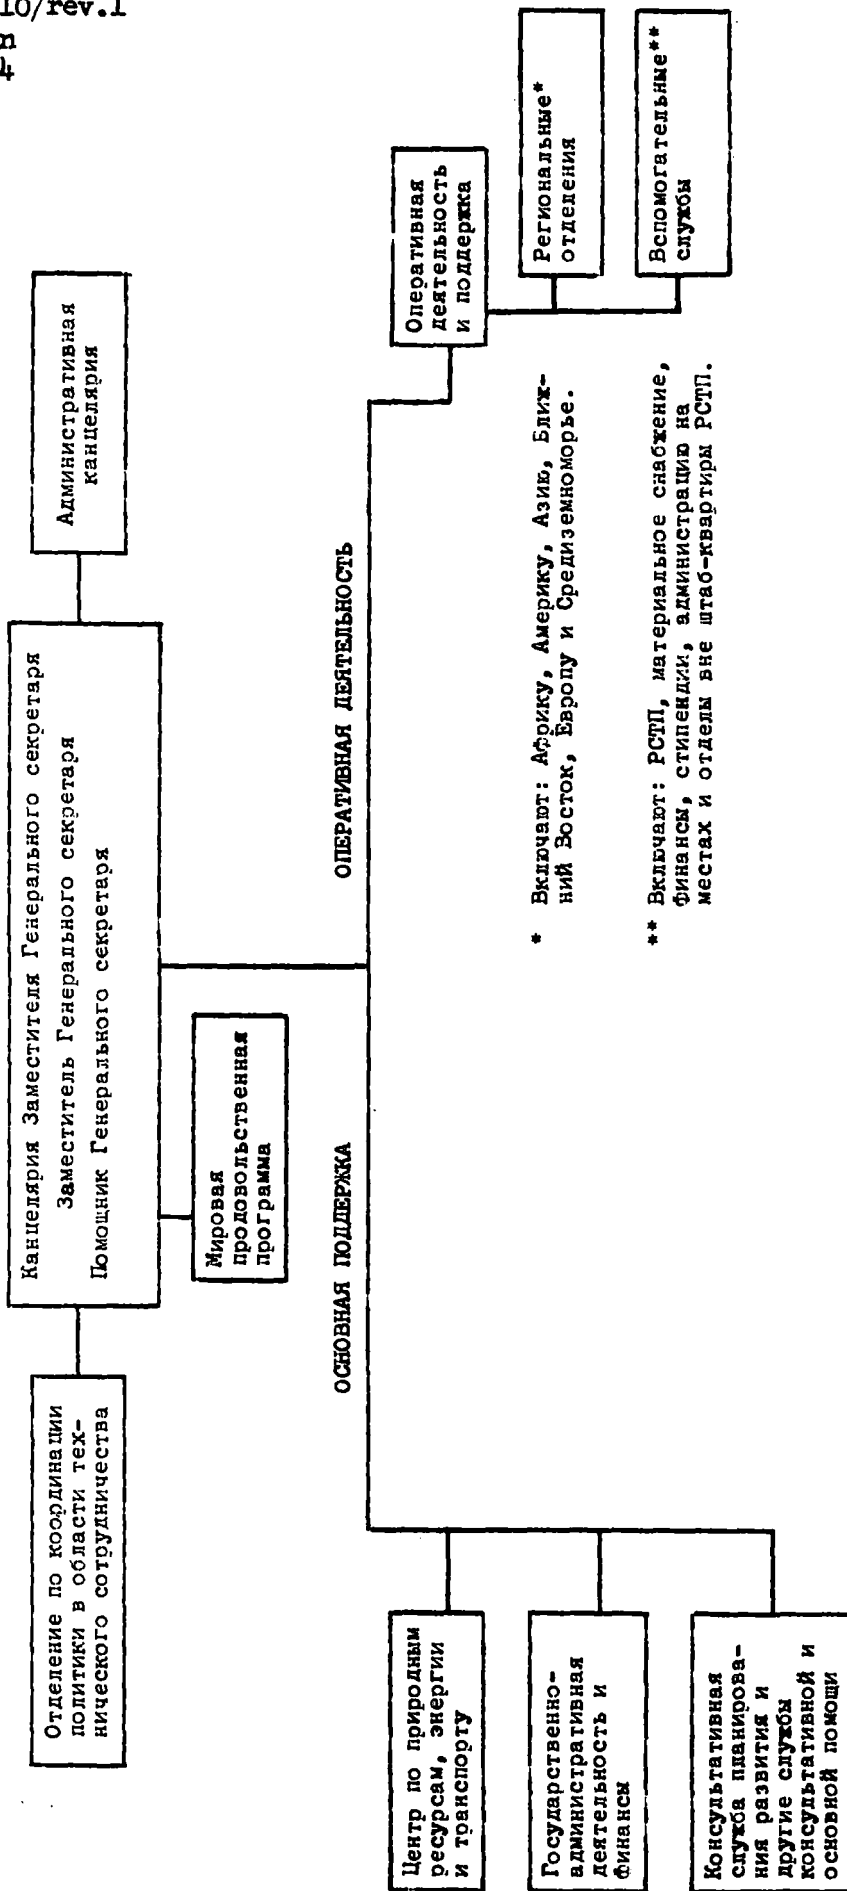 10/rev.1
n
4
Канцелярия Заместителя Генерального секретаря
Заместитель Генерального секретаря
Помощник Генерального секретаря
Отделение по координации
политики в области тех-
нического сотрудничества
Административная
канцелярия
Мировая
продовольственная
программа
ОСНОВНАЯ ПОДДЕРЖКА
ОПЕРАТИВНАЯ ДЕЯТЕЛЬНОСТЬ
Центр по природным
ресурсам, энергии
и транспорту
Государственно-
административная
деятельность и
финансы
Консультативная
служба планирова-
ния развития и
другие службы
консультативной и
основной помощи
Оперативная
деятельность
и поддержка
Региональные*
отделения
Вспомогательные**
службы
* Включают: Африку, Америку, Азию, Ближ-
ний Восток, Европу и Средиземноморье.
** Включают: РСТП, материальное снабжение,
финансы, стипендии, администрацию на
местах и отделы вне штаб-квартиры РСТП.